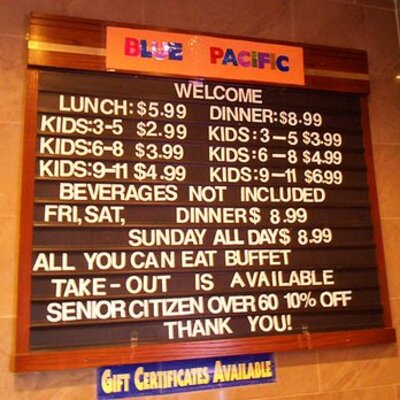 BLUE PACiFiC
WELCOME
LUNCH: $5.99 DINNER: $8.99
KIDS: 3-5 $2.99 KIDS: 3-5 $3.99
KIDS: 6-8 $3.99 KIDS: 6-8 $4.99
KIDS: 9-11 $4.99 KIDS: 9-11 $6.99
BEVERAGES NOT INCLUDED
FRI, SAT, DINNER$ 8.99
SUNDAY ALL DAY$ 8.99
ALL YOU CAN EAT BUFFET
TAKE-OUT IS AVAILABLE
SENIOR CITIZEN OVER 60 10% OFF
THANK YOU!
GIFT CERTIFICATES AVAILABLE